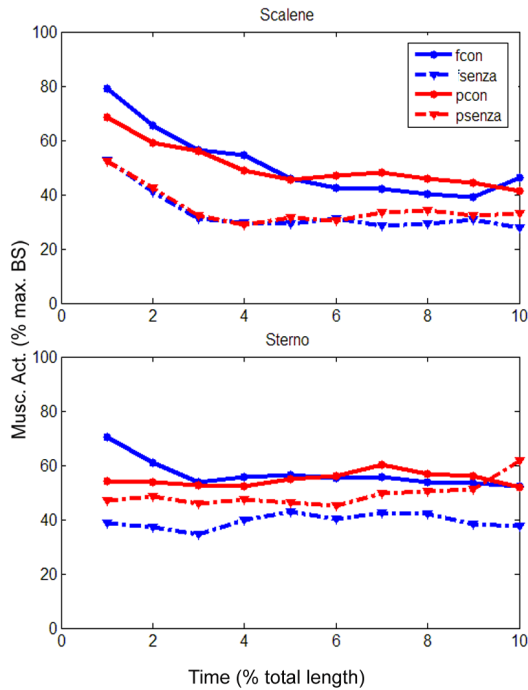 Scalene
100
80
60
40
20
0
fcon
fsenza
pcon
psenza
0 2 4 6 8 10
Musc. Act. (% max. BS)
Sterno
100
80
60
40
20
0
0 2 4 6 8 10
Time (% total length)